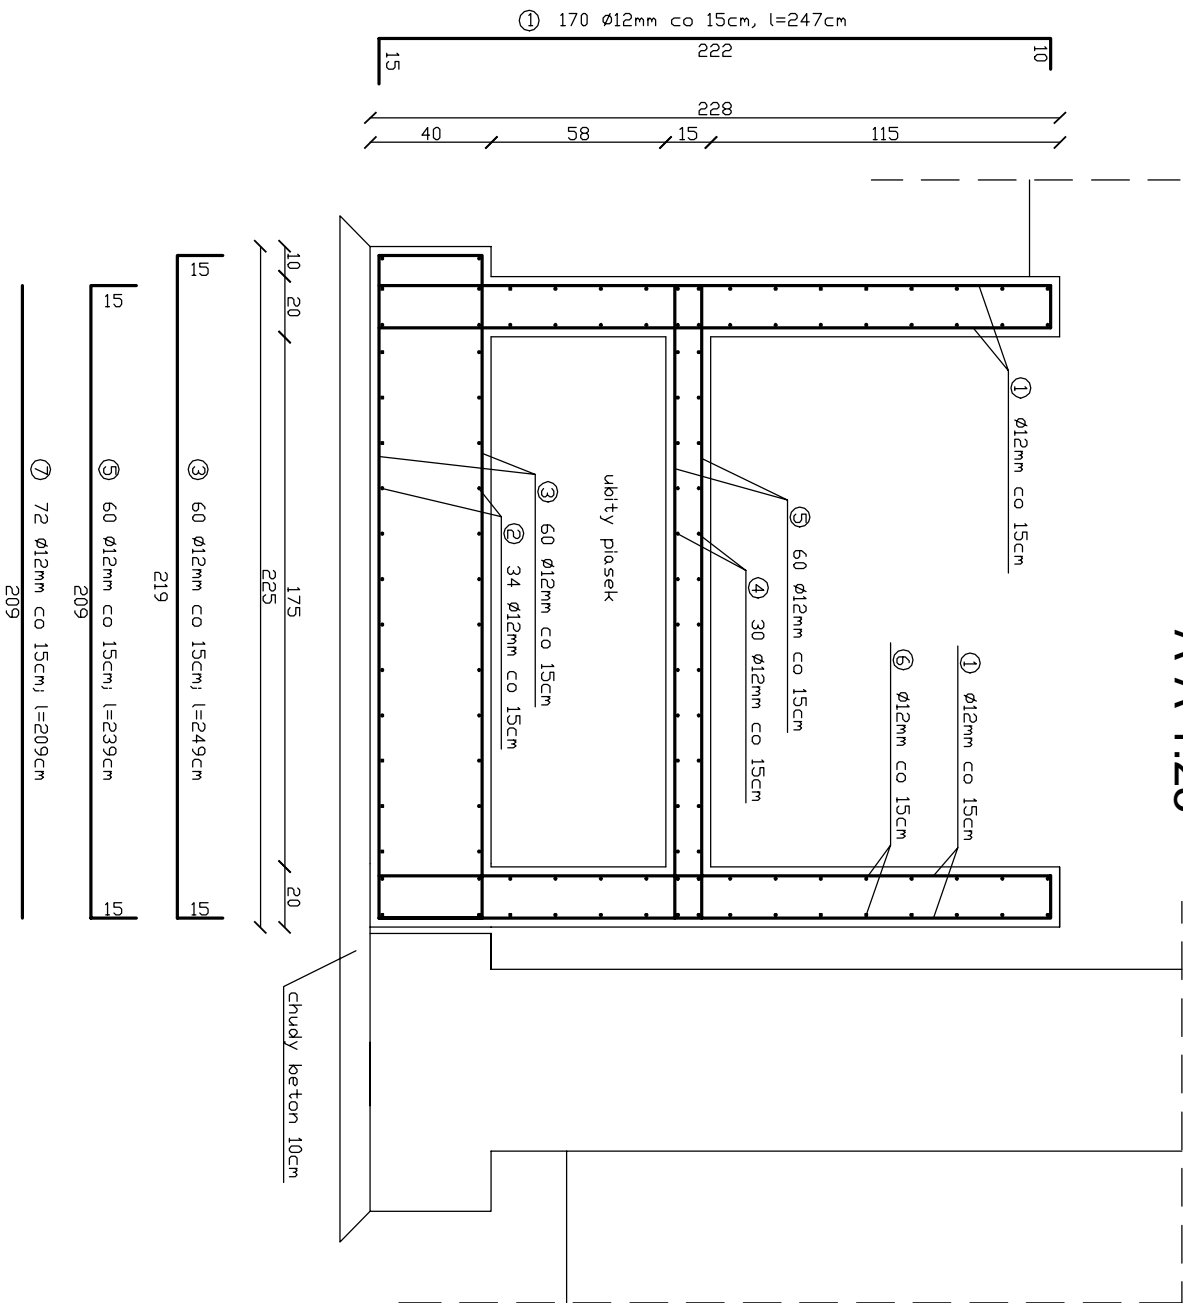 ① 170 Ø12mm co 15cm, l=247cm
222
15
10
228
40
58
15
115
10
20
175
20
225
① Ø12mm co 15cm
⑤ 60 Ø12mm co 15cm
④ 30 Ø12mm co 15cm
① Ø12mm co 15cm
⑥ Ø12mm co 15cm
ubity piasek
③ 60 Ø12mm co 15cm
② 34 Ø12mm co 15cm
chudy beton 10cm
15
③ 60 Ø12mm co 15cm; l=249cm
219
15
15
⑤ 60 Ø12mm co 15cm; l=239cm
209
15
⑦ 72 Ø12mm co 15cm; l=209cm
209